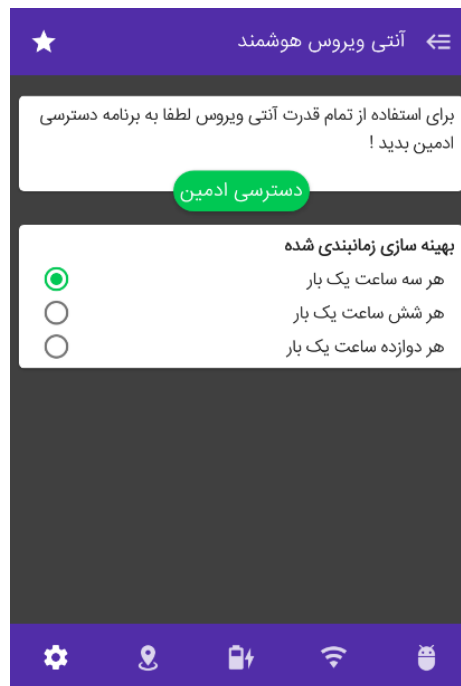 آنتی ویروس هوشمند
برای استفاده از تمام قدرت آنتی ویروس لطفا به برنامه دسترسی
ادمین بدید !
دسترسی ادمین
بهینه سازی زمانبندی شده
هر سه ساعت یک بار
هر شش ساعت یک بار
هر دوازده ساعت یک بار